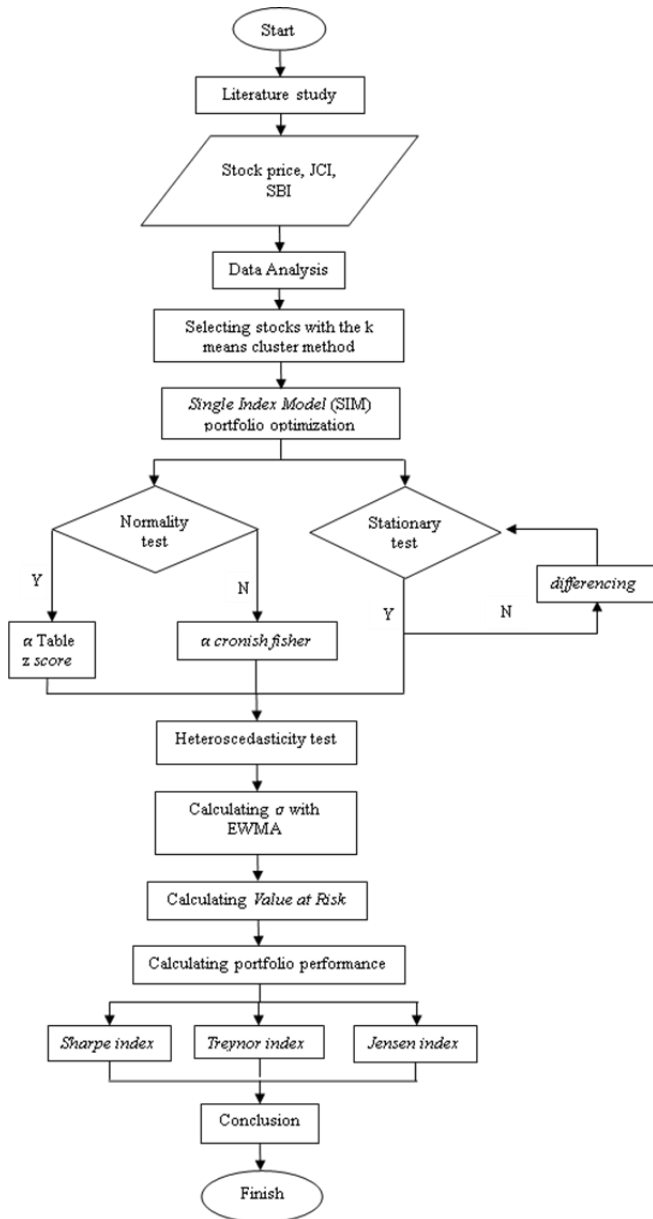 Start
Literature study
Stock price, JCI,
SBI
Data Analysis
Selecting stocks with the k
means cluster method
Single Index Model (SIM)
portfolio optimization
Normality
test
Stationary
test
Y
N
Y
N
differencing
α Table
z score
α cronish fisher
Heteroscedasticity test
Calculating σ with
EWMA
Calculating Value at Risk
Calculating portfolio performance
Sharpe index
Treynor index
Jensen index
Conclusion
Finish